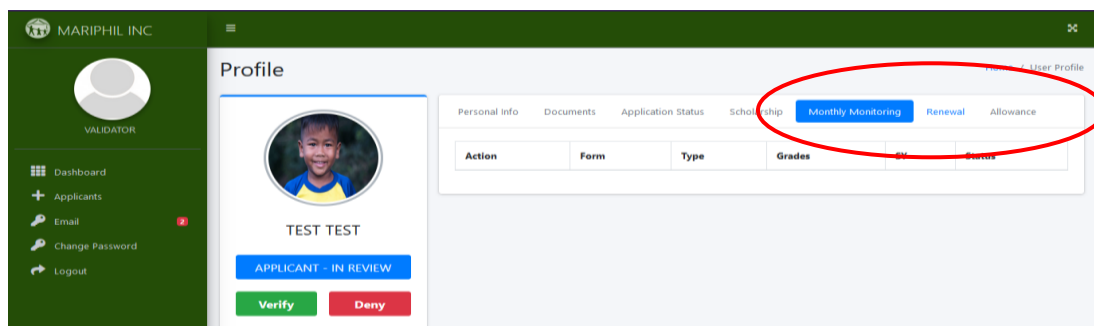 MARIPHIL INC
VALIDATOR
Dashboard
Applicants
Email 2
Change Password
Logout
Profile
Home / User Profile
TEST TEST
APPLICANT - IN REVIEW
Verify Deny
Personal Info Documents Application Status Scholarship Monthly Monitoring Renewal Allowance
Action Form Type Grades SY Status